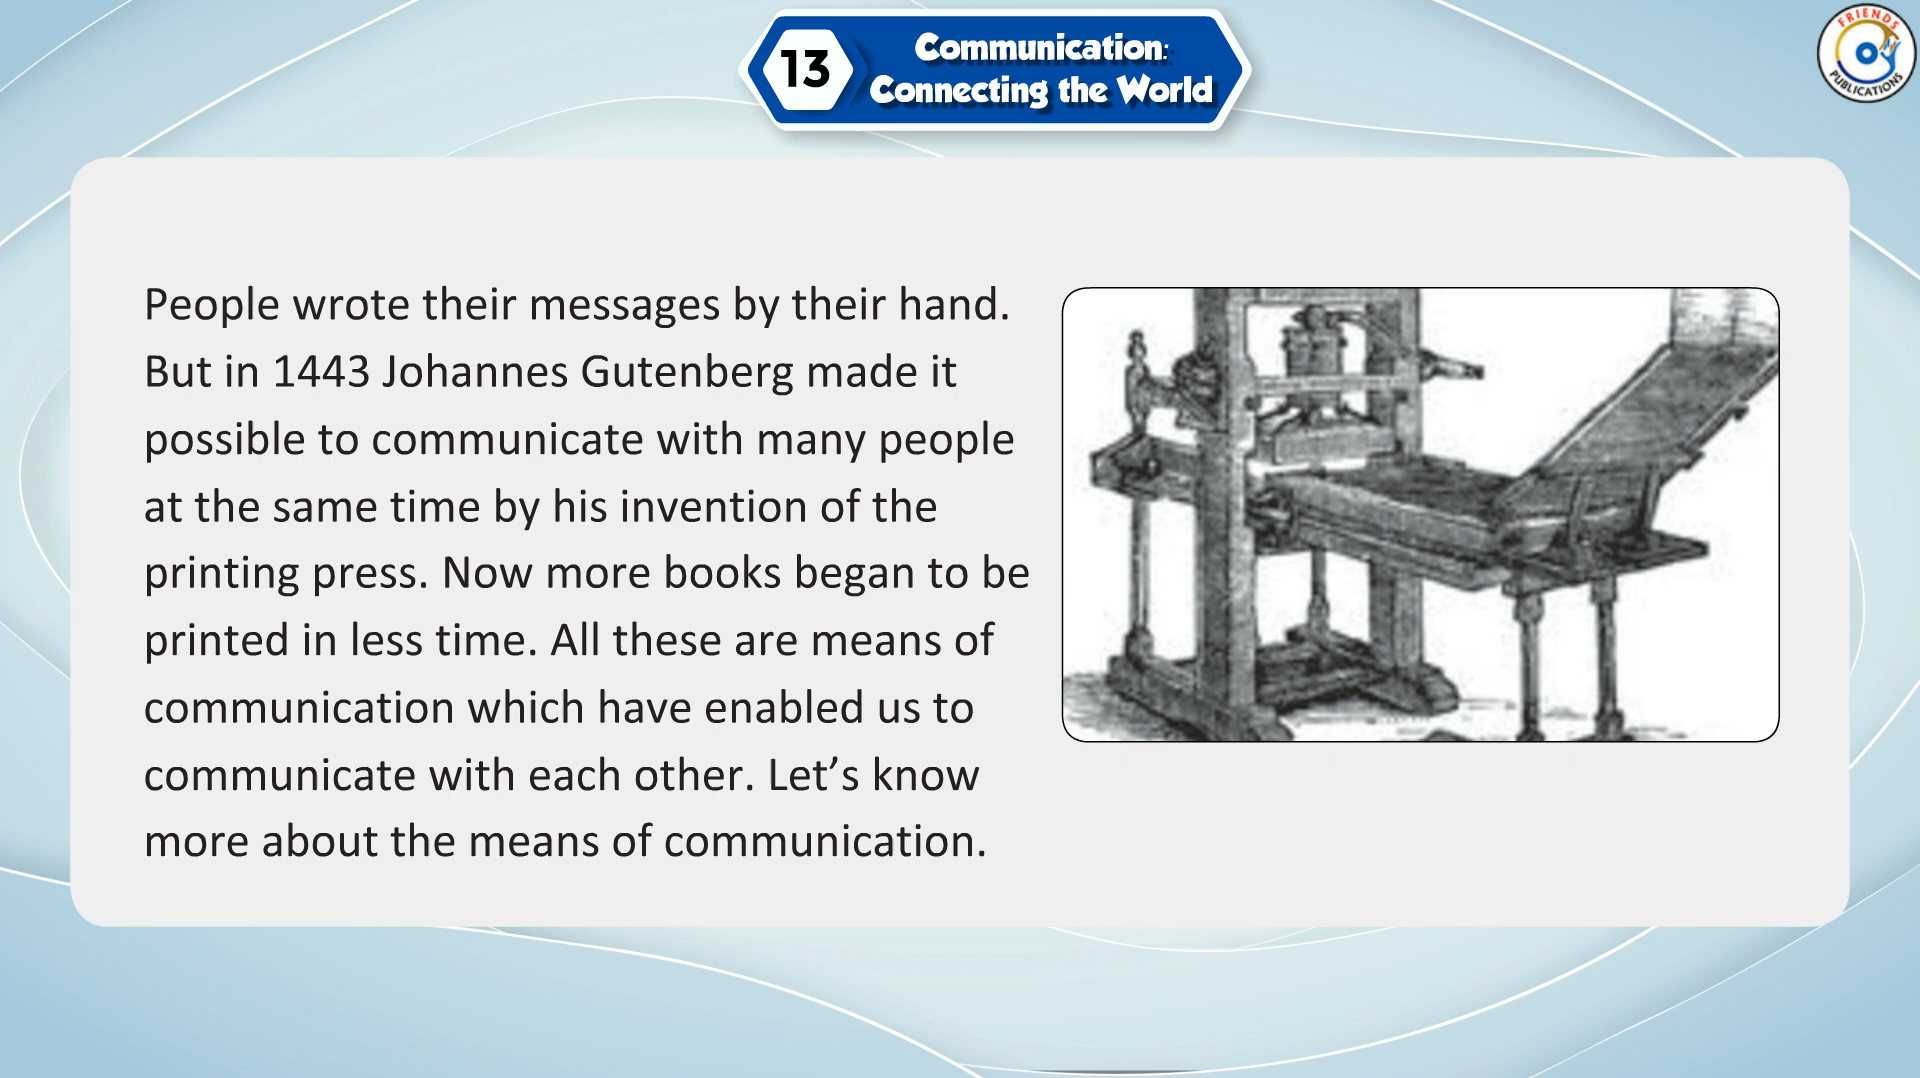 13
Communication:
Connecting the World
FRIENDS
PUBLICATIONS
People wrote their messages by their hand.
But in 1443 Johannes Gutenberg made it
possible to communicate with many people
at the same time by his invention of the
printing press. Now more books began to be
printed in less time. All these are means of
communication which have enabled us to
communicate with each other. Let’s know
more about the means of communication.